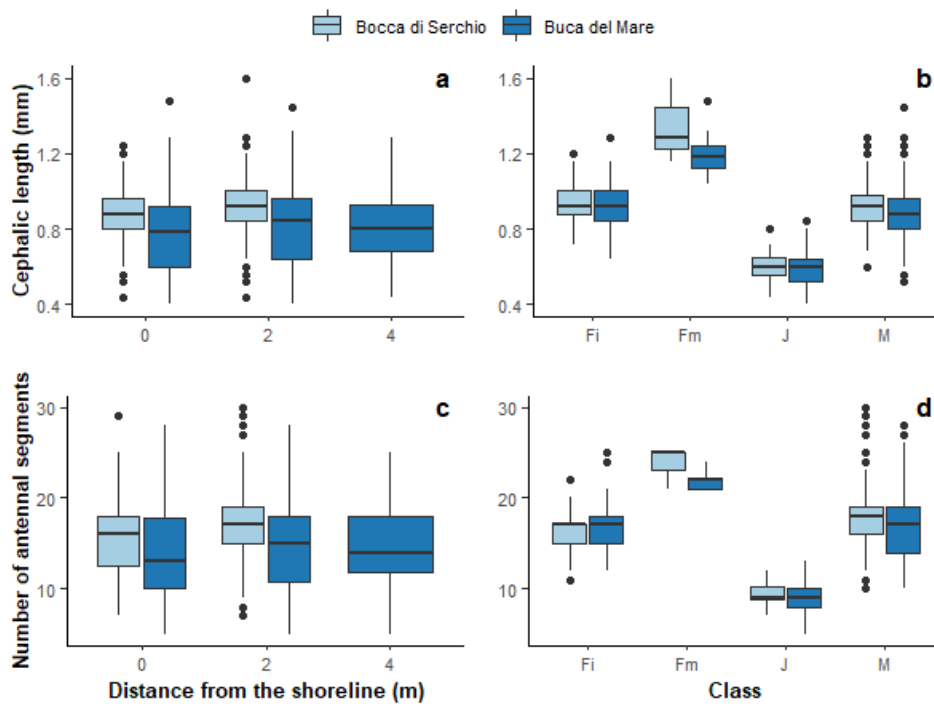 Bocca di Serchio Buca del Mare
Cephalic length (mm)
a
1.6
1.2
0.8
0.4
0 2 4
b
1.6
1.2
0.8
0.4
Fi Fm J M
Number of antennal segments
c
30
20
10
0 2 4
Distance from the shoreline (m)
d
30
20
10
Fi Fm J M
Class